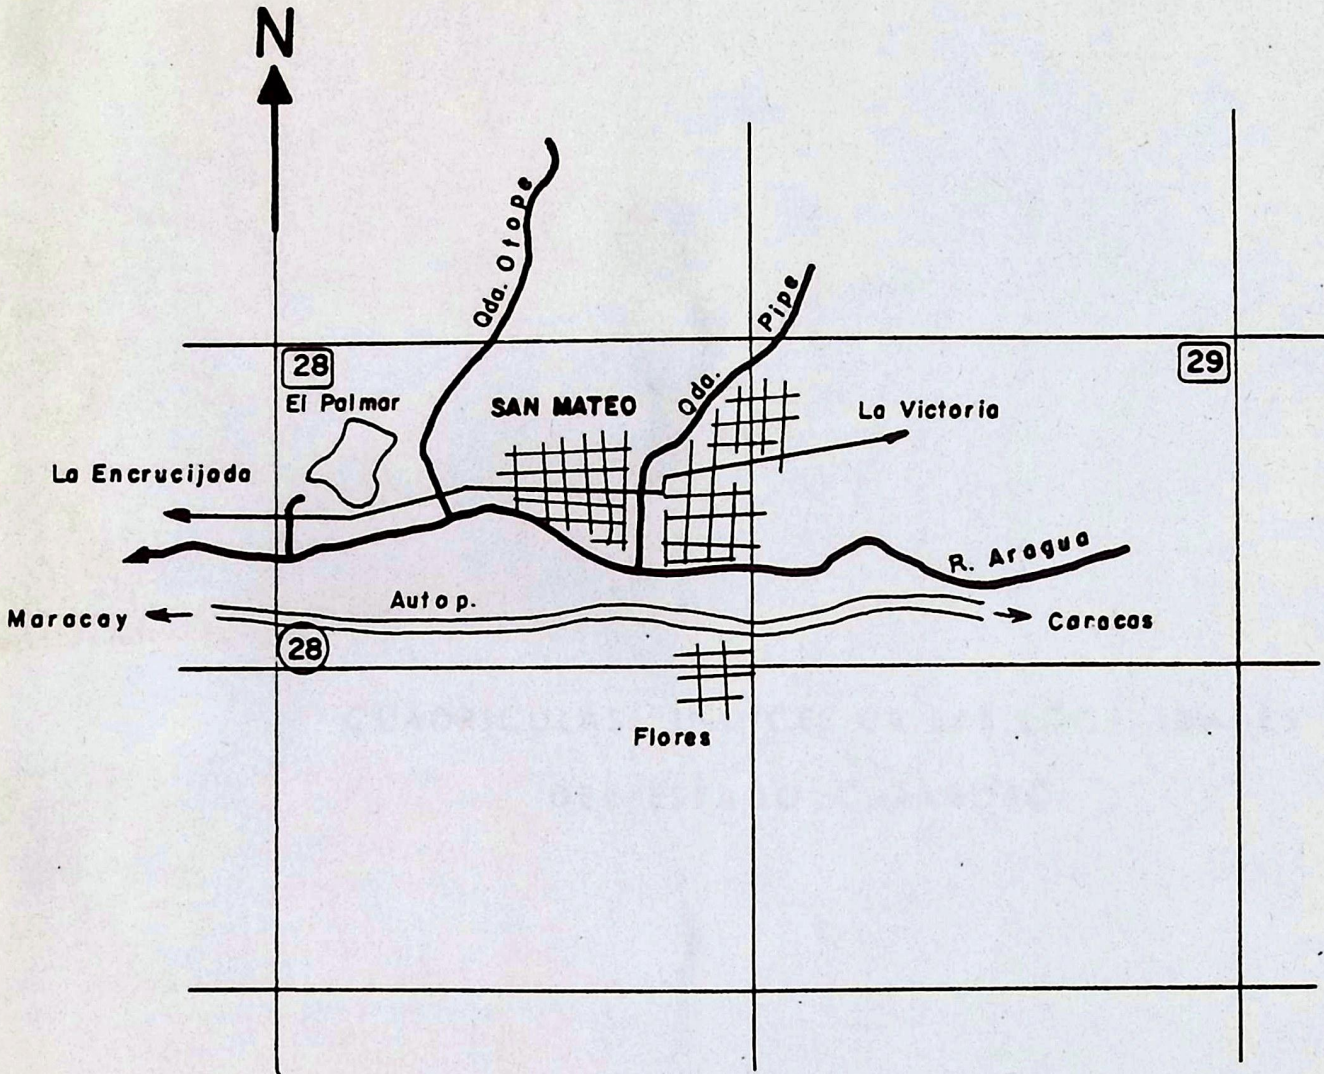 N
Qda. Otope
Qda. Pipe
28
29
El Palmar
SAN MATEO
La Victoria
La Encrucijada
R. Aragua
Autop.
Maracay
Caracas
28
Flores